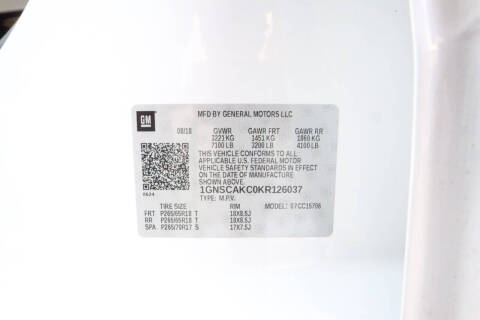 GM
MFD BY GENERAL MOTORS LLC
08/18 GVWR GAWR FRT GAWR RR
3221 KG 1451 KG 1860 KG
7100 LB 3200 LB 4100 LB
THIS VEHICLE CONFORMS TO ALL
APPLICABLE U.S. FEDERAL MOTOR
VEHICLE SAFETY STANDARDS IN EFFECT
ON THE DATE OF MANUFACTURE
SHOWN ABOVE.
1GNSCAKC0KR126037
TYPE: M.P.V.
TIRE SIZE RIM MODEL: 07CC15706
FRT P265/65R18 T 18X8.5J
RR P265/65R18 T 18X8.5J
SPA P265/70R17 S 17X7.5J